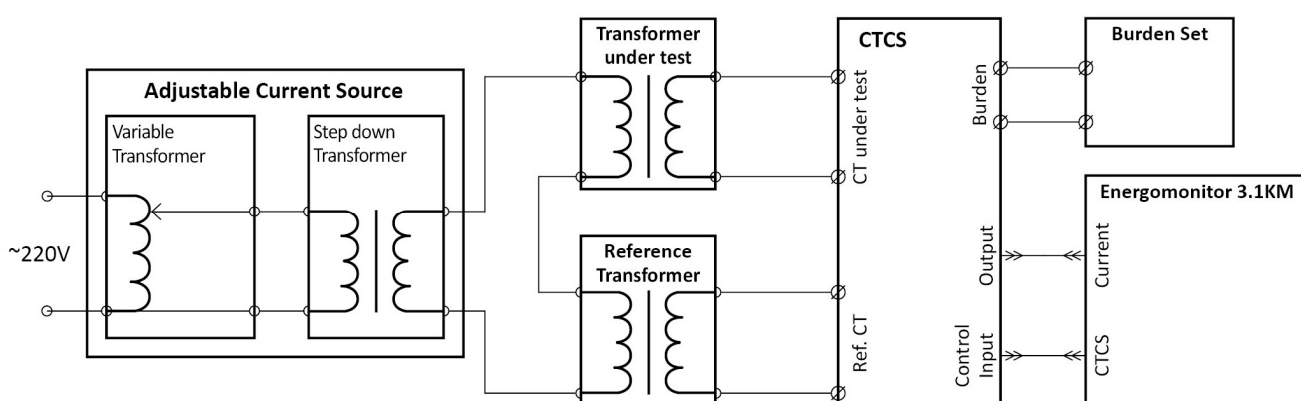 Transformer
under test
CTCS
Burden Set
Burden
CT under test
Adjustable Current Source
Variable
Transformer
Step down
Transformer
~220V
Energomonitor 3.1KM
Reference
Transformer
Output
Current
Ref. CT
Control
Input
CTCS